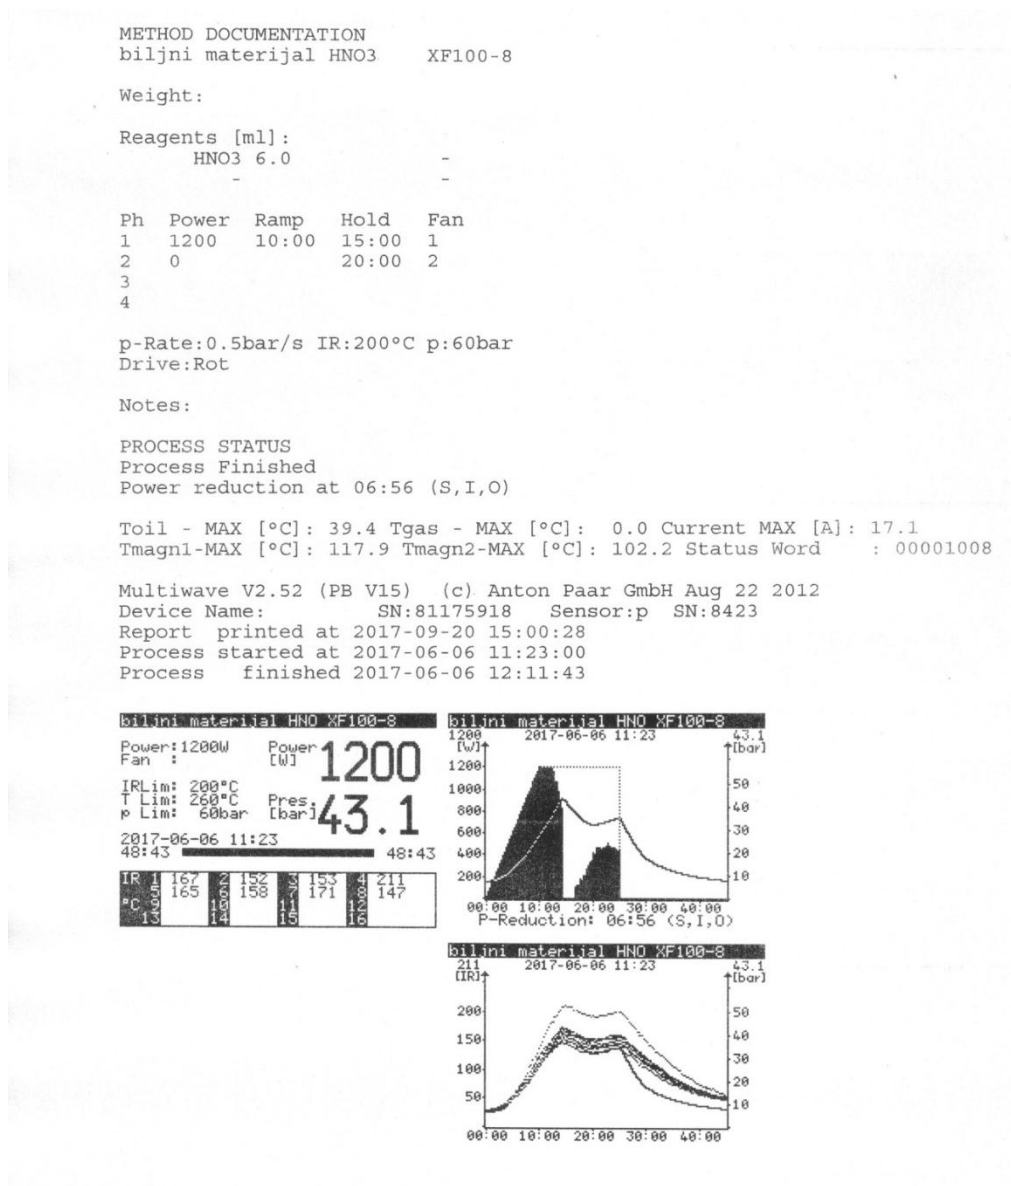 METHOD DOCUMENTATION
biljni materijal HNO3 XF100-8
Weight:
Reagents [ml]:
HNO3 6.0 -
- -
Ph Power Ramp Hold Fan
1 1200 10:00 15:00 1
2 0 20:00 2
3
4
p-Rate:0.5bar/s IR:200°C p:60bar
Drive:Rot
Notes:
PROCESS STATUS
Process Finished
Power reduction at 06:56 (S,I,O)
Toil - MAX [°C]: 39.4 Tgas - MAX [°C]: 0.0 Current MAX [A]: 17.1
Tmagn1-MAX [°C]: 117.9 Tmagn2-MAX [°C]: 102.2 Status Word : 00001008
Multiwave V2.52 (PB V15) (c) Anton Paar GmbH Aug 22 2012
Device Name: SN:81175918 Sensor:p SN:8423
Report printed at 2017-09-20 15:00:28
Process started at 2017-06-06 11:23:00
Process finished 2017-06-06 12:11:43
biljni materijal HNO XF100-8
Power:1200W Power 1200
Fan : [W]
IRLim: 200°C
T Lim: 260°C Pres. 43.1
p Lim: 60bar [bar]
2017-06-06 11:23
48:43 48:43
IR 1 167 2 152 3 153 4 211
5 165 6 158 7 171 8 147
°C 9 10 11 12
13 14 15 16
biljni materijal HNO XF100-8
1200 2017-06-06 11:23 43.1
[W] [bar]
1200
1000 50
800 40
600 30
400 20
200 10
00:00 10:00 20:00 30:00 40:00
P-Reduction: 06:56 (S,I,O)
biljni materijal HNO XF100-8
211 2017-06-06 11:23 43.1
[IR] [bar]
200 50
150 40
100 30
50 20
10
00:00 10:00 20:00 30:00 40:00